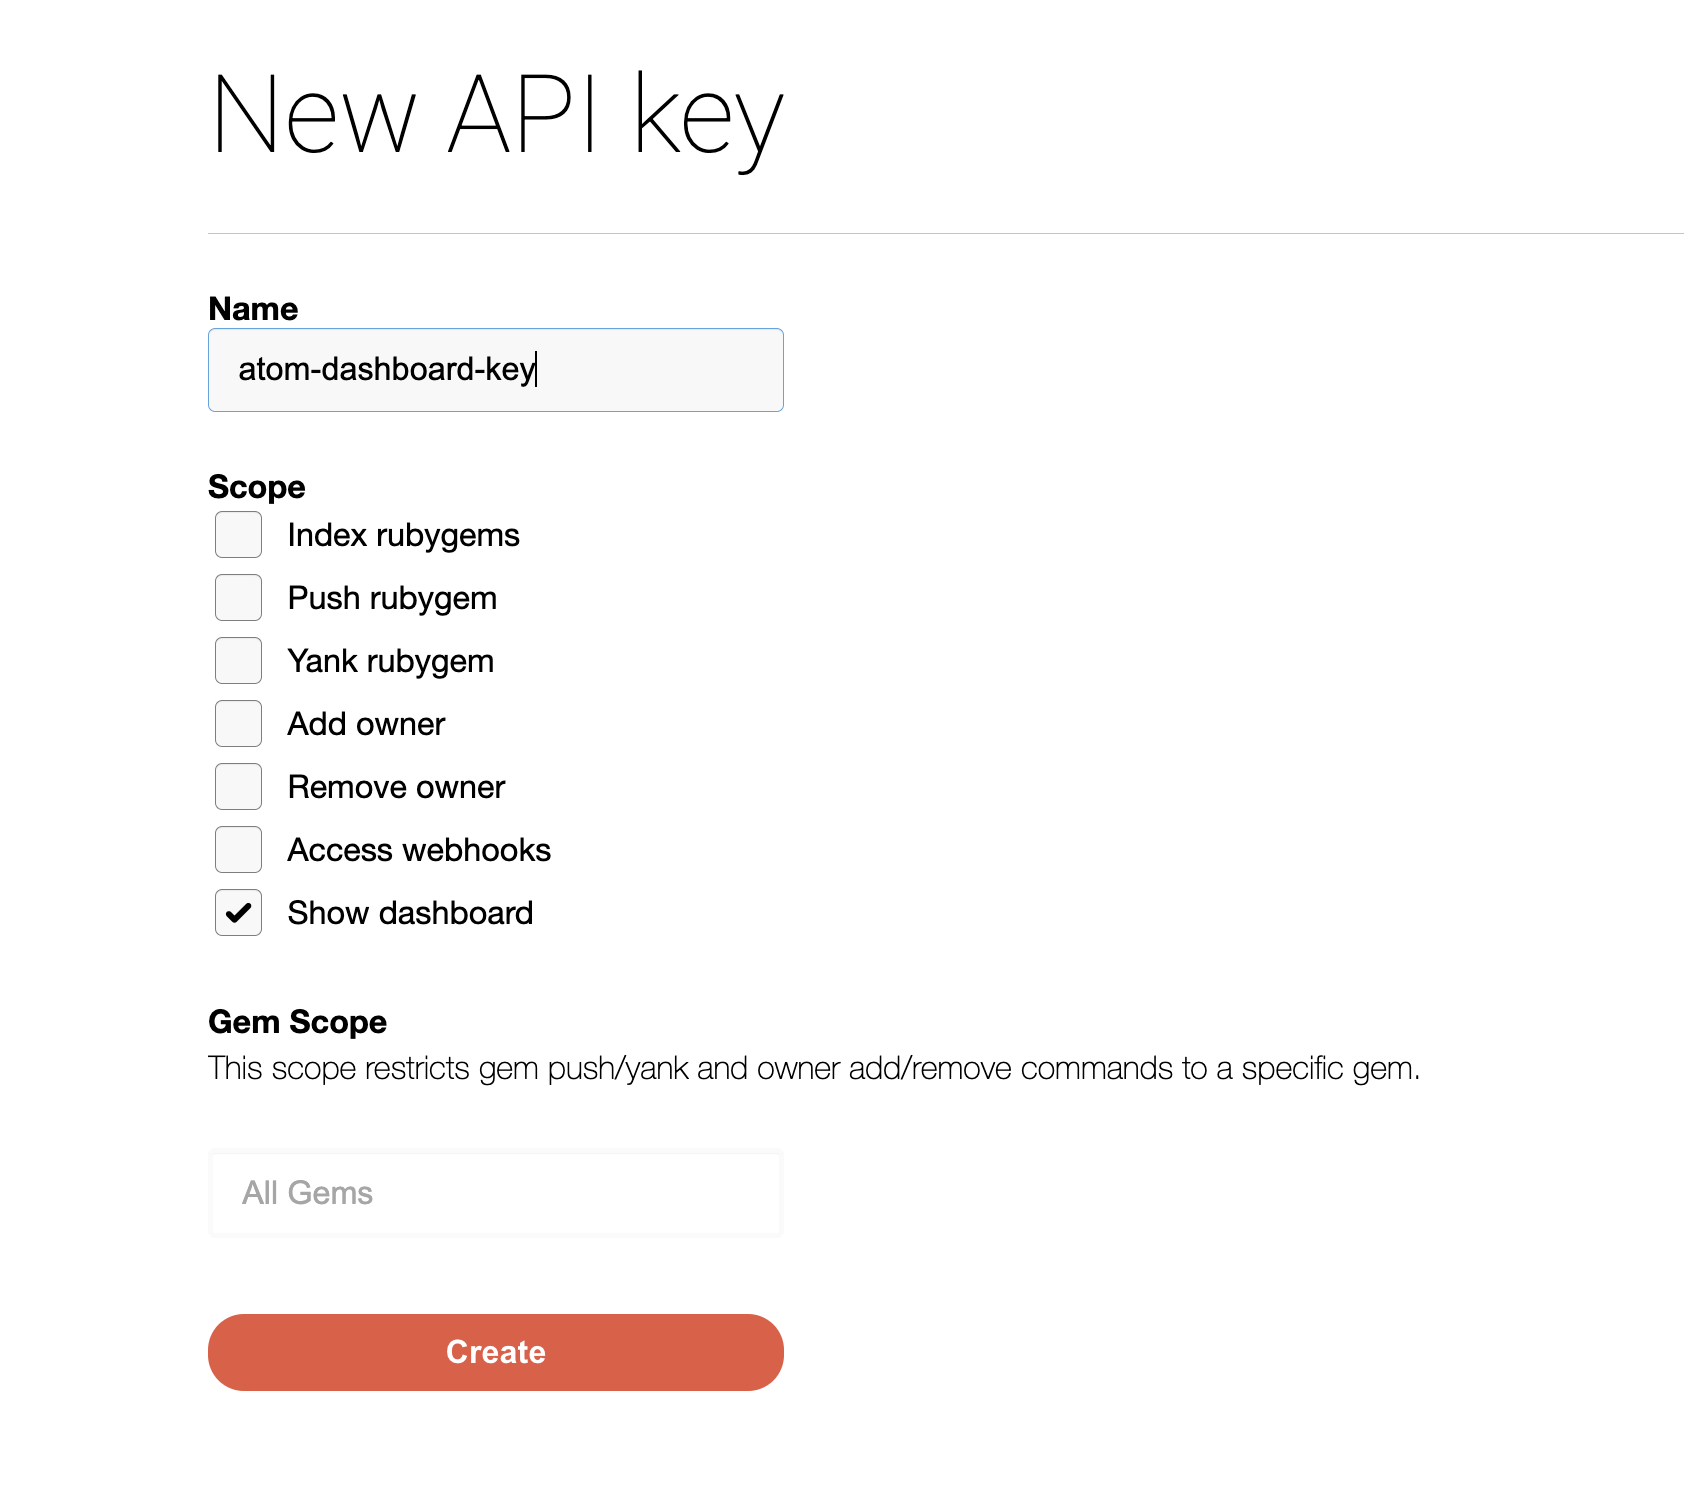 New API key
Name
atom-dashboard-key
Scope
Index rubygems
Push rubygem
Yank rubygem
Add owner
Remove owner
Access webhooks
Show dashboard
Gem Scope
This scope restricts gem push/yank and owner add/remove commands to a specific gem.
All Gems
Create